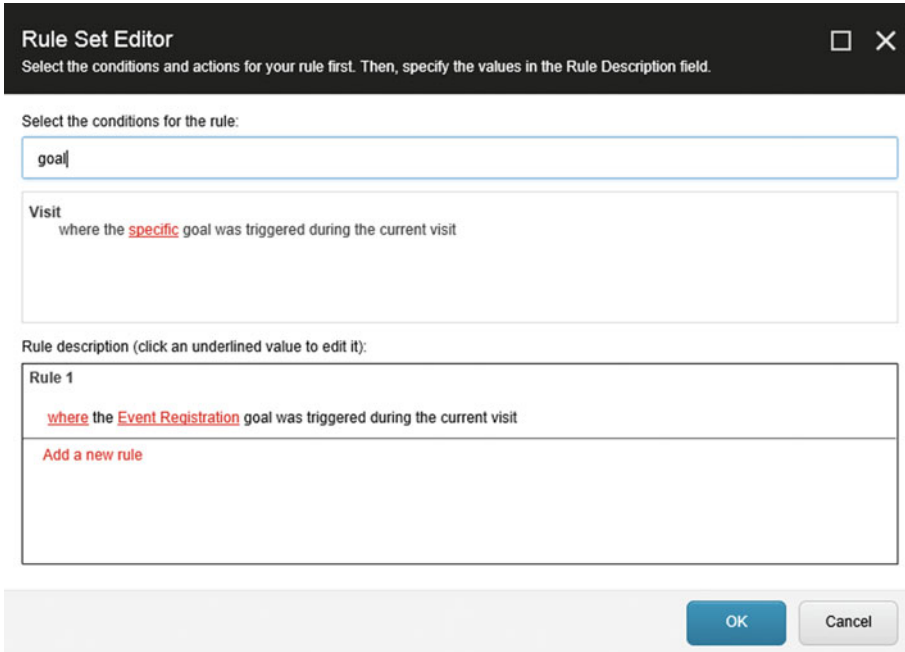 Rule Set Editor
Select the conditions and actions for your rule first. Then, specify the values in the Rule Description field.
Select the conditions for the rule:
goal
Visit
where the specific goal was triggered during the current visit
Rule description (click an underlined value to edit it):
Rule 1
where the Event Registration goal was triggered during the current visit
Add a new rule
OK Cancel